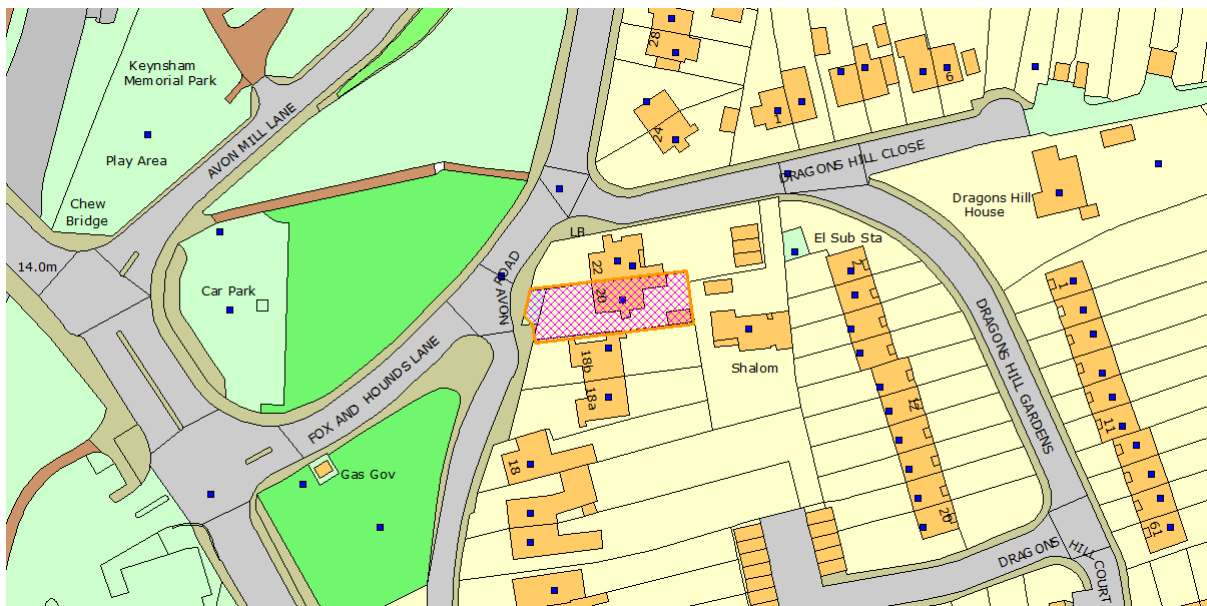 28
Keynsham
Memorial Park
6
1
24
AVON MILL LANE
DRAGONS HILL CLOSE
Play Area
Dragons Hill
House
Chew
Bridge
LB
El Sub Sta
22
2
14.0m
ROAD
AVON
Car Park
20
1
DRAGONS HILL GARDENS
FOX AND HOUNDS LANE
18b
Shalom
18a
12
11
18
Gas Gov
20
19
DRAGONS HILL COURT